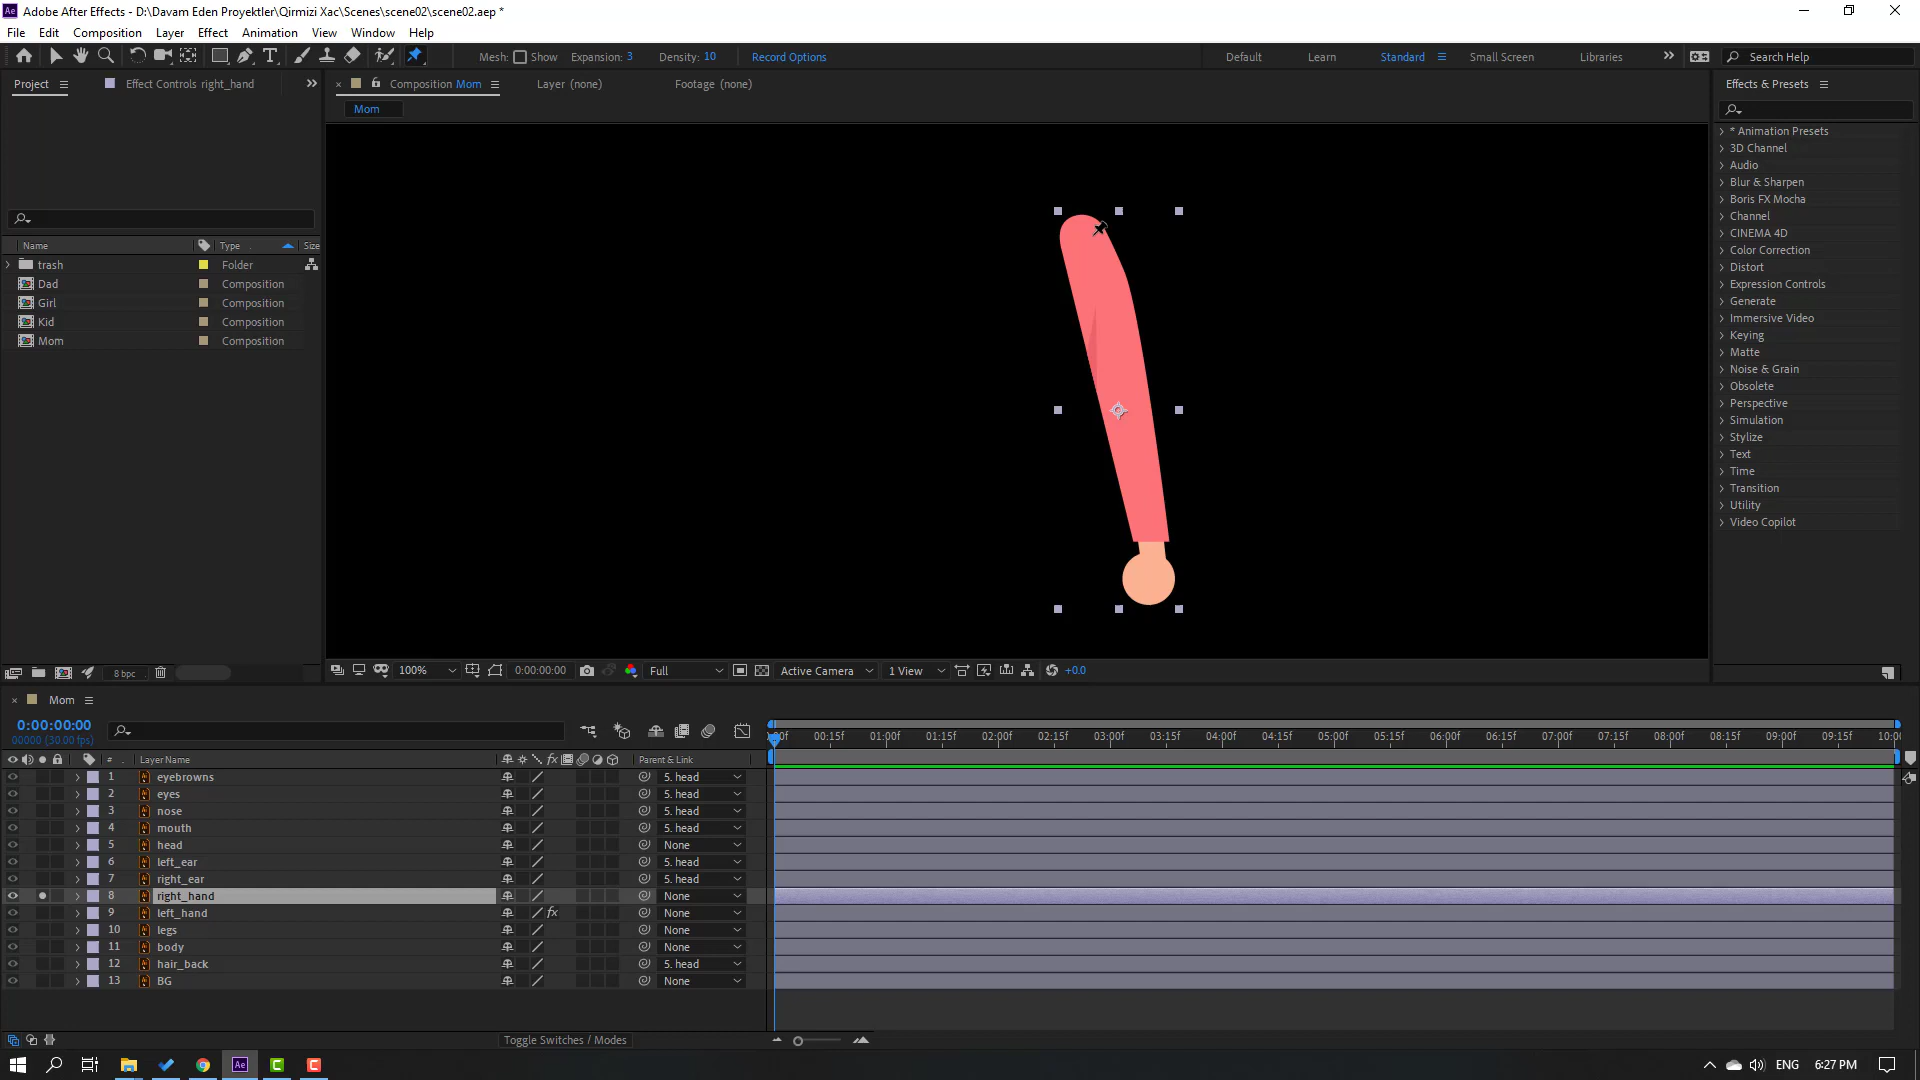 Adobe After Effects - D:\Davam Eden Proyektler\Qirmizi Xac\Scenes\scene02\scene02.aep *
File Edit Composition Layer Effect Animation View Window Help
Mesh: Show Expansion: 3 Density: 10 Record Options Default Learn Standard Small Screen Libraries Search Help
Project Effect Controls right_hand Composition Mom Layer (none) Footage (none) Effects & Presets
Mom
Name Type Size
trash Folder
Dad Composition
Girl Composition
Kid Composition
Mom Composition
* Animation Presets
3D Channel
Audio
Blur & Sharpen
Boris FX Mocha
Channel
CINEMA 4D
Color Correction
Distort
Expression Controls
Generate
Immersive Video
Keying
Matte
Noise & Grain
Obsolete
Perspective
Simulation
Stylize
Text
Time
Transition
Utility
Video Copilot
8 bpc 100% 0:00:00:00 Full Active Camera 1 View +0.0
Mom
0:00:00:00
00000 (30.00 fps)
:00f 00:15f 01:00f 01:15f 02:00f 02:15f 03:00f 03:15f 04:00f 04:15f 05:00f 05:15f 06:00f 06:15f 07:00f 07:15f 08:00f 08:15f 09:00f 09:15f 10:00
# Layer Name fx Parent & Link
1 eyebrowns 5. head
2 eyes 5. head
3 nose 5. head
4 mouth 5. head
5 head None
6 left_ear 5. head
7 right_ear 5. head
8 right_hand None
9 left_hand fx None
10 legs None
11 body None
12 hair_back 5. head
13 BG None
Toggle Switches / Modes
Ae C C ENG 6:27 PM